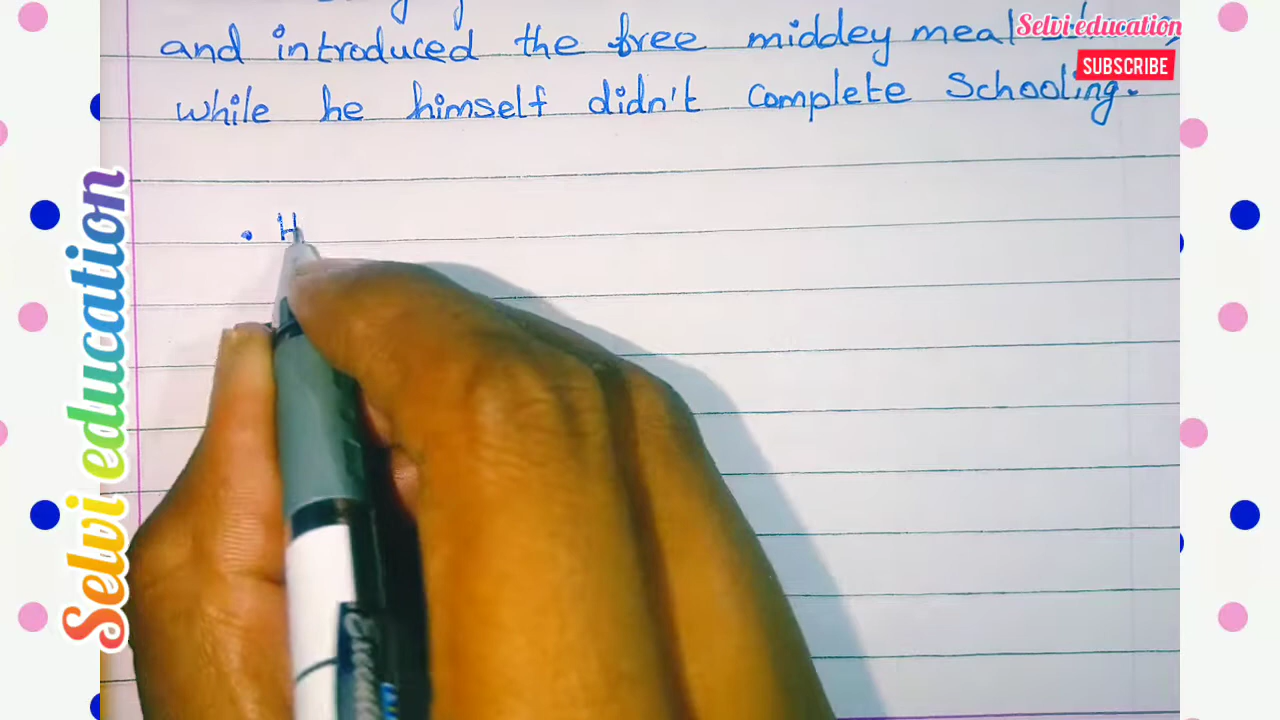 Selvi education
SUBSCRIBE
and introduced the free middey meal
while he himself didn't complete Schooling.
• H
Selvi education